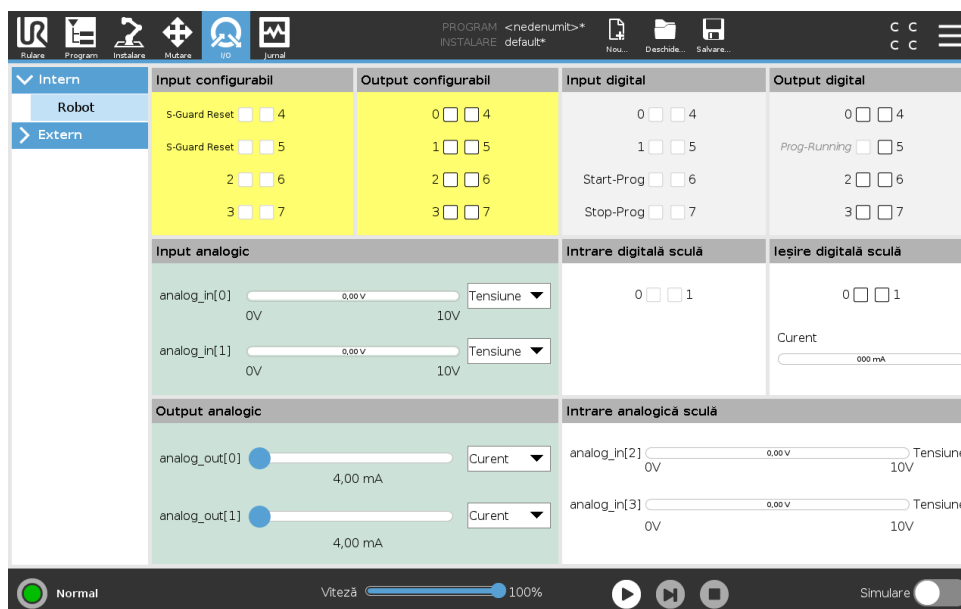 PROGRAM <nedenumit>*
INSTALARE default*
Rulare Program Instalare Mutare I/O Jurnal Nou... Deschide... Salvare...
C C
C C
Intern
Robot
Extern
Input configurabil
S-Guard Reset 4
S-Guard Reset 5
2 6
3 7
Output configurabil
0 4
1 5
2 6
3 7
Input digital
0 4
1 5
Start-Prog 6
Stop-Prog 7
Output digital
0 4
Prog-Running 5
2 6
3 7
Input analogic
analog_in[0] 0,00 V Tensiune
0V 10V
analog_in[1] 0,00 V Tensiune
0V 10V
Intrare digitală sculă
0 1
Ieșire digitală sculă
0 1
Curent
000 mA
Output analogic
analog_out[0] Curent
4,00 mA
analog_out[1] Curent
4,00 mA
Intrare analogică sculă
analog_in[2] 0,00 V Tensiune
0V 10V
analog_in[3] 0,00 V Tensiune
0V 10V
Normal Viteză 100% Simulare